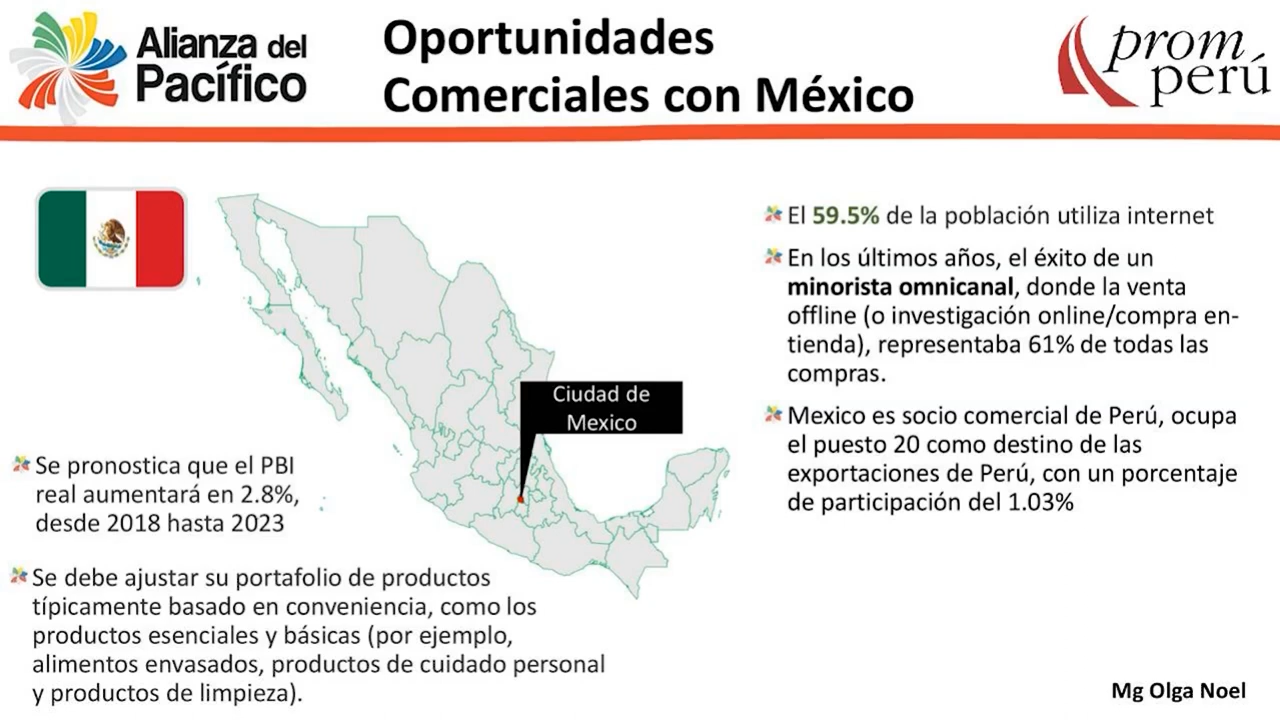 Alianza del
Pacífico
Oportunidades
Comerciales con México
prom
perú
Ciudad de
Mexico
Se pronostica que el PBI
real aumentará en 2.8%,
desde 2018 hasta 2023
Se debe ajustar su portafolio de productos
típicamente basado en conveniencia, como los
productos esenciales y básicas (por ejemplo,
alimentos envasados, productos de cuidado personal
y productos de limpieza).
El 59.5% de la población utiliza internet
En los últimos años, el éxito de un
minorista omnicanal, donde la venta
offline (o investigación online/compra en-
tienda), representaba 61% de todas las
compras.
Mexico es socio comercial de Perú, ocupa
el puesto 20 como destino de las
exportaciones de Perú, con un porcentaje
de participación del 1.03%
Mg Olga Noel